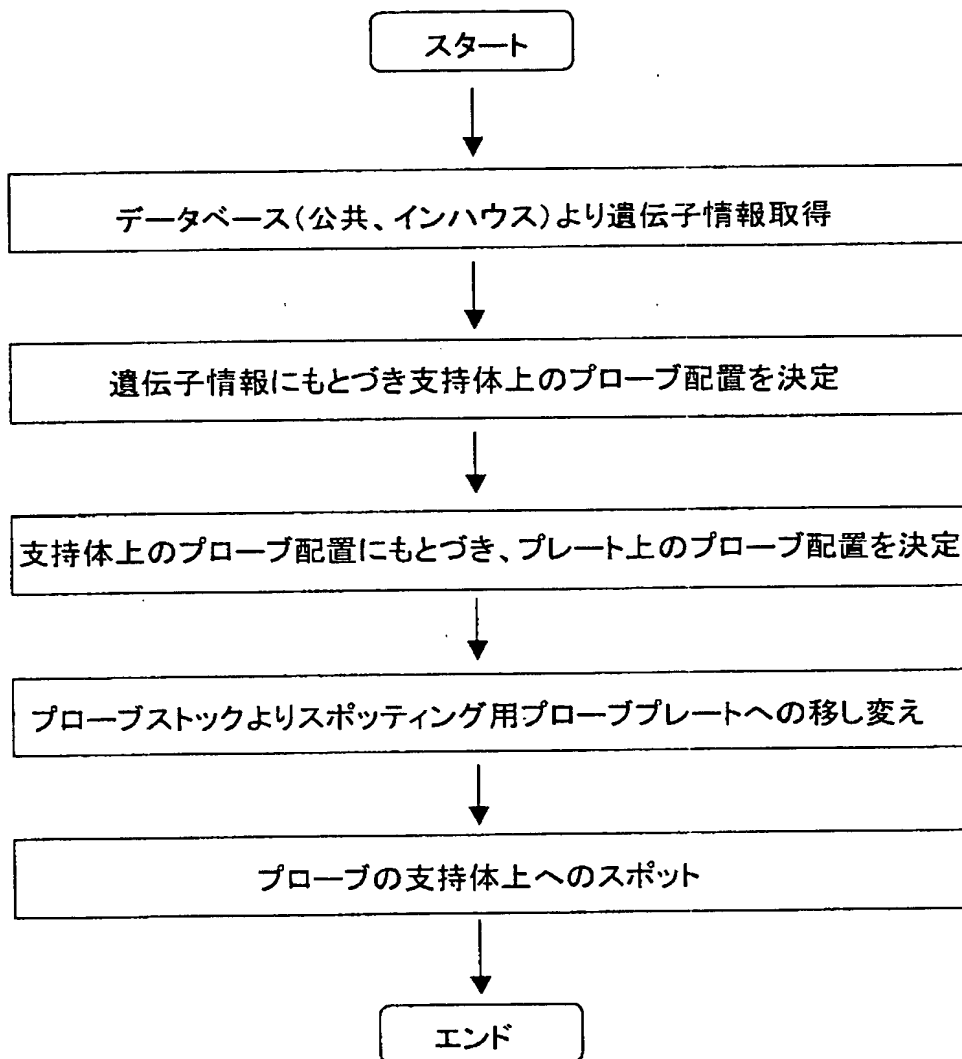 スタート
データベース(公共、インハウス)より遺伝子情報取得
遺伝子情報にもとづき支持体上のプローブ配置を決定
支持体上のプローブ配置にもとづき、プレート上のプローブ配置を決定
プローブストックよりスポッティング用プローブプレートへの移し変え
プローブの支持体上へのスポット
エンド